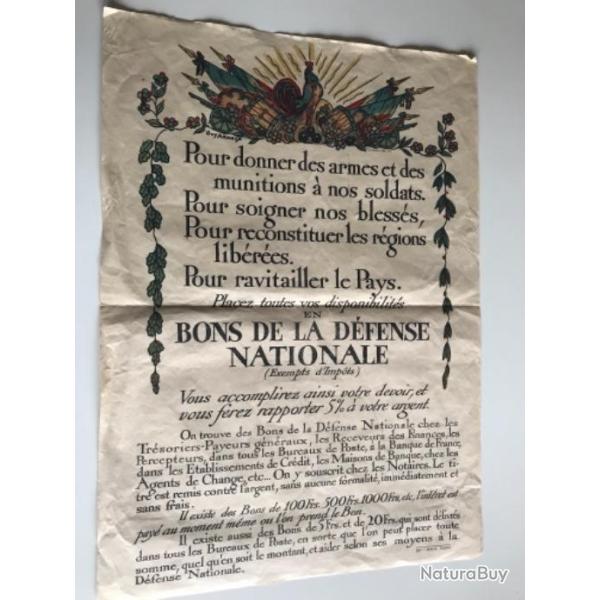 Guy Arnoux
Pour donner des armes et des
munitions à nos soldats.
Pour soigner nos blessés,
Pour reconstituer les régions
libérées.
Pour ravitailler le Pays.
Placez toutes vos disponibilités
EN
BONS DE LA DÉFENSE
NATIONALE
(Exempts d'Impôts)
Vous accomplirez ainsi votre devoir, et
vous ferez rapporter 5% à votre argent.
On trouve des Bons de la Défense Nationale chez les
Trésoriers-Payeurs généraux, les Receveurs des Finances, les
Percepteurs, dans tous les Bureaux de Poste, à la Banque de France,
dans les Etablissements de Crédit, les Maisons de Banque, chez les
Agents de Change, etc... On y souscrit chez les Notaires. Le ti-
tre est remis contre l'argent, sans aucune formalité, immédiatement et
sans frais.
Il existe des Bons de 100 Frs. 500 Frs. 1000 Frs, etc, l'intérêt est
payé au moment même où l'on prend le Bon.
Il existe aussi des Bons de 5 Frs. et de 20 Frs. qui sont délivrés
dans tous les Bureaux de Poste, en sorte que l'on peut placer toute
somme, quel qu'en soit le montant, et aider selon ses moyens à la
Défense Nationale.
NaturaBuy